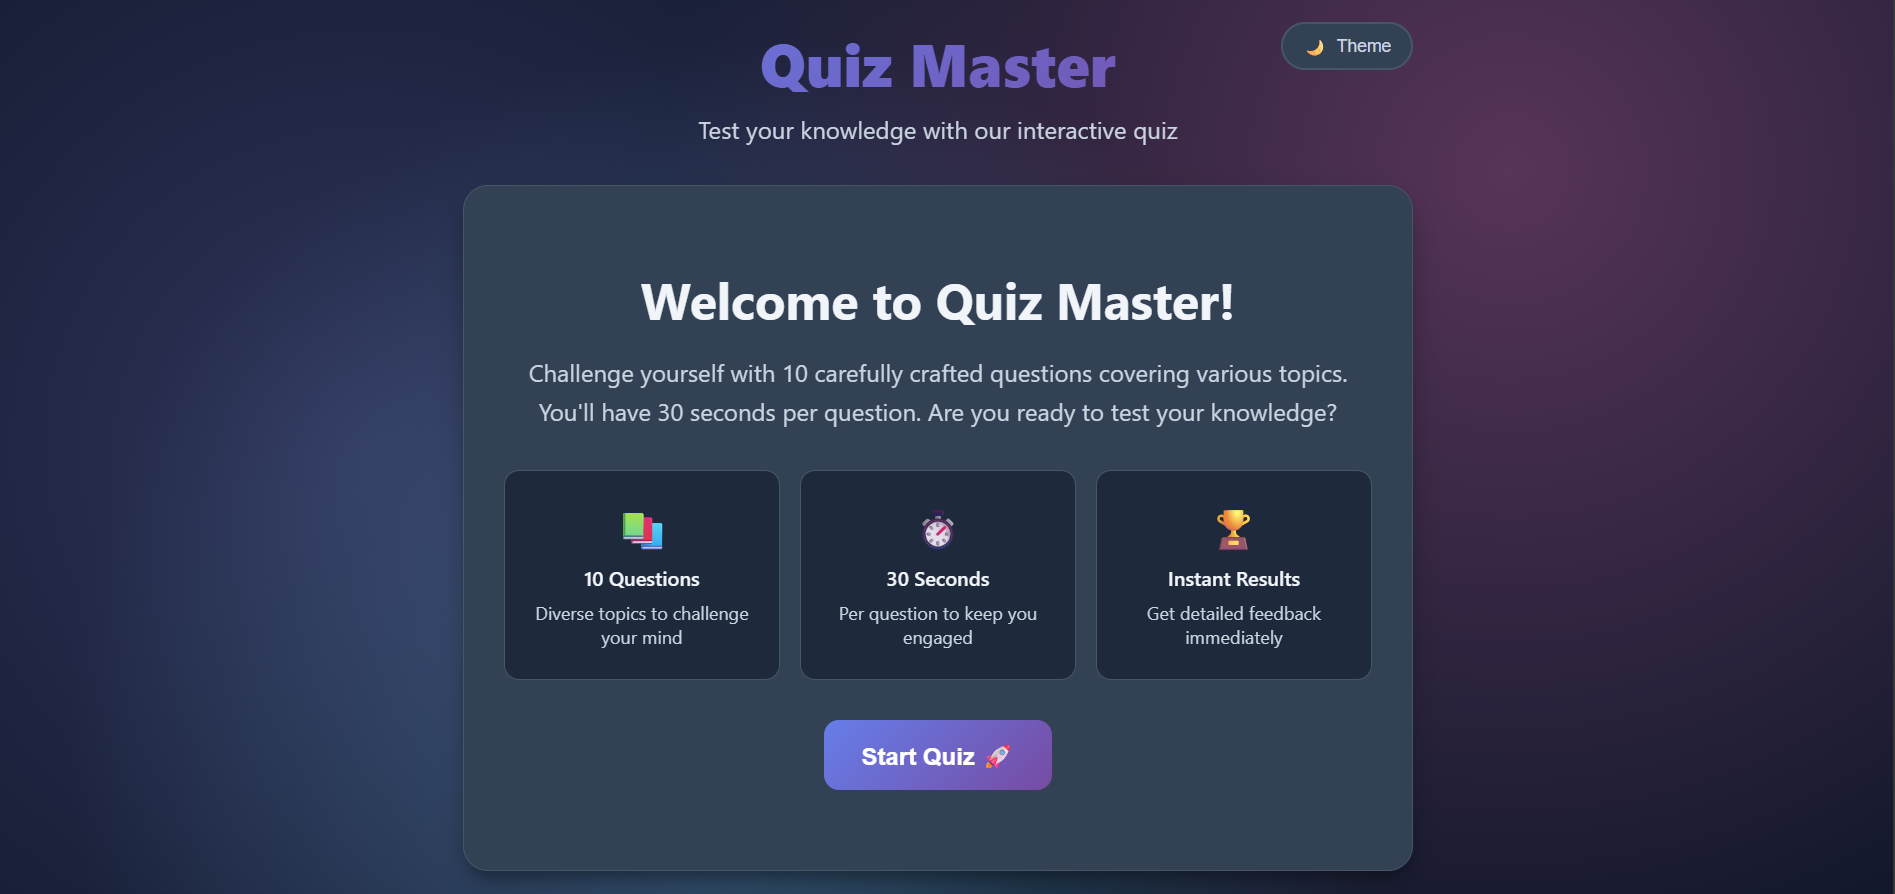 Quiz Master
Theme
Test your knowledge with our interactive quiz
Welcome to Quiz Master!
Challenge yourself with 10 carefully crafted questions covering various topics.
You'll have 30 seconds per question. Are you ready to test your knowledge?
10 Questions
Diverse topics to challenge
your mind
30 Seconds
Per question to keep you
engaged
Instant Results
Get detailed feedback
immediately
Start Quiz 🚀